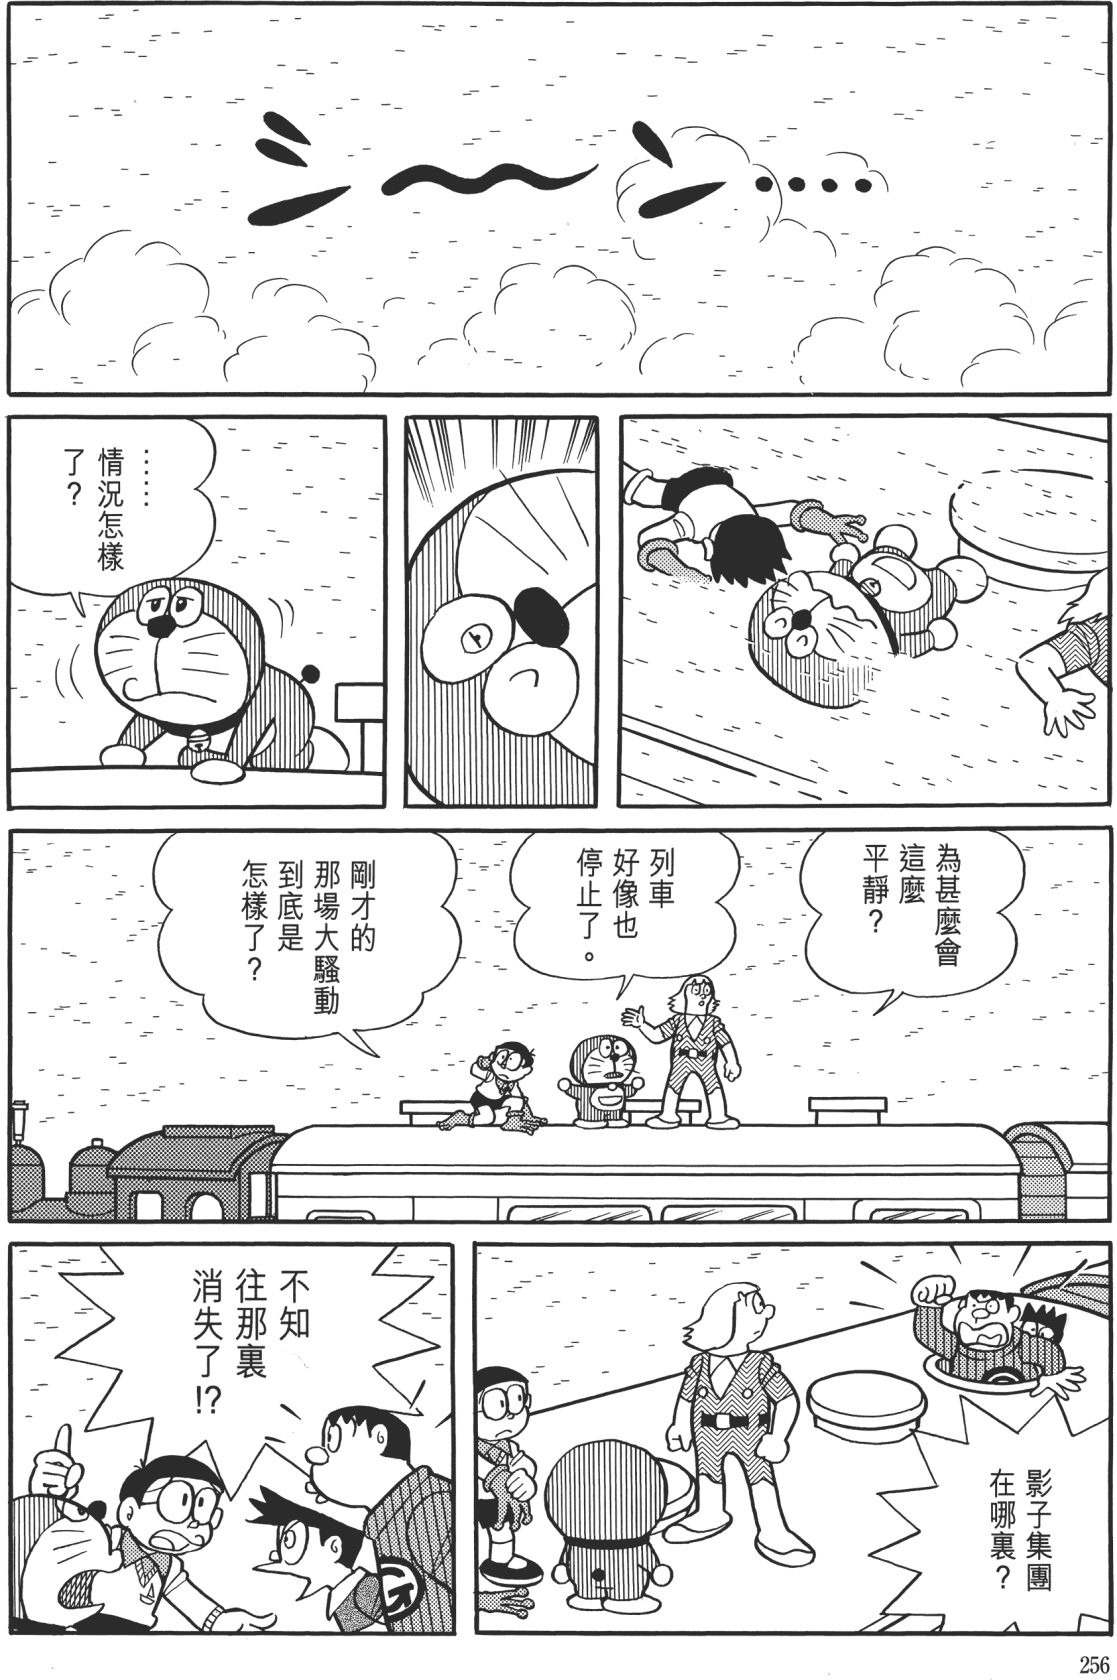 シ～ン‥‥
……
情況怎樣
了？
為甚麼會
這麼
平靜？
列車
好像也
停止了。
剛才的
那場大騷動
到底是
怎樣了？
影子集團
在哪裏？
不知
往那裏
消失了!?
G
256